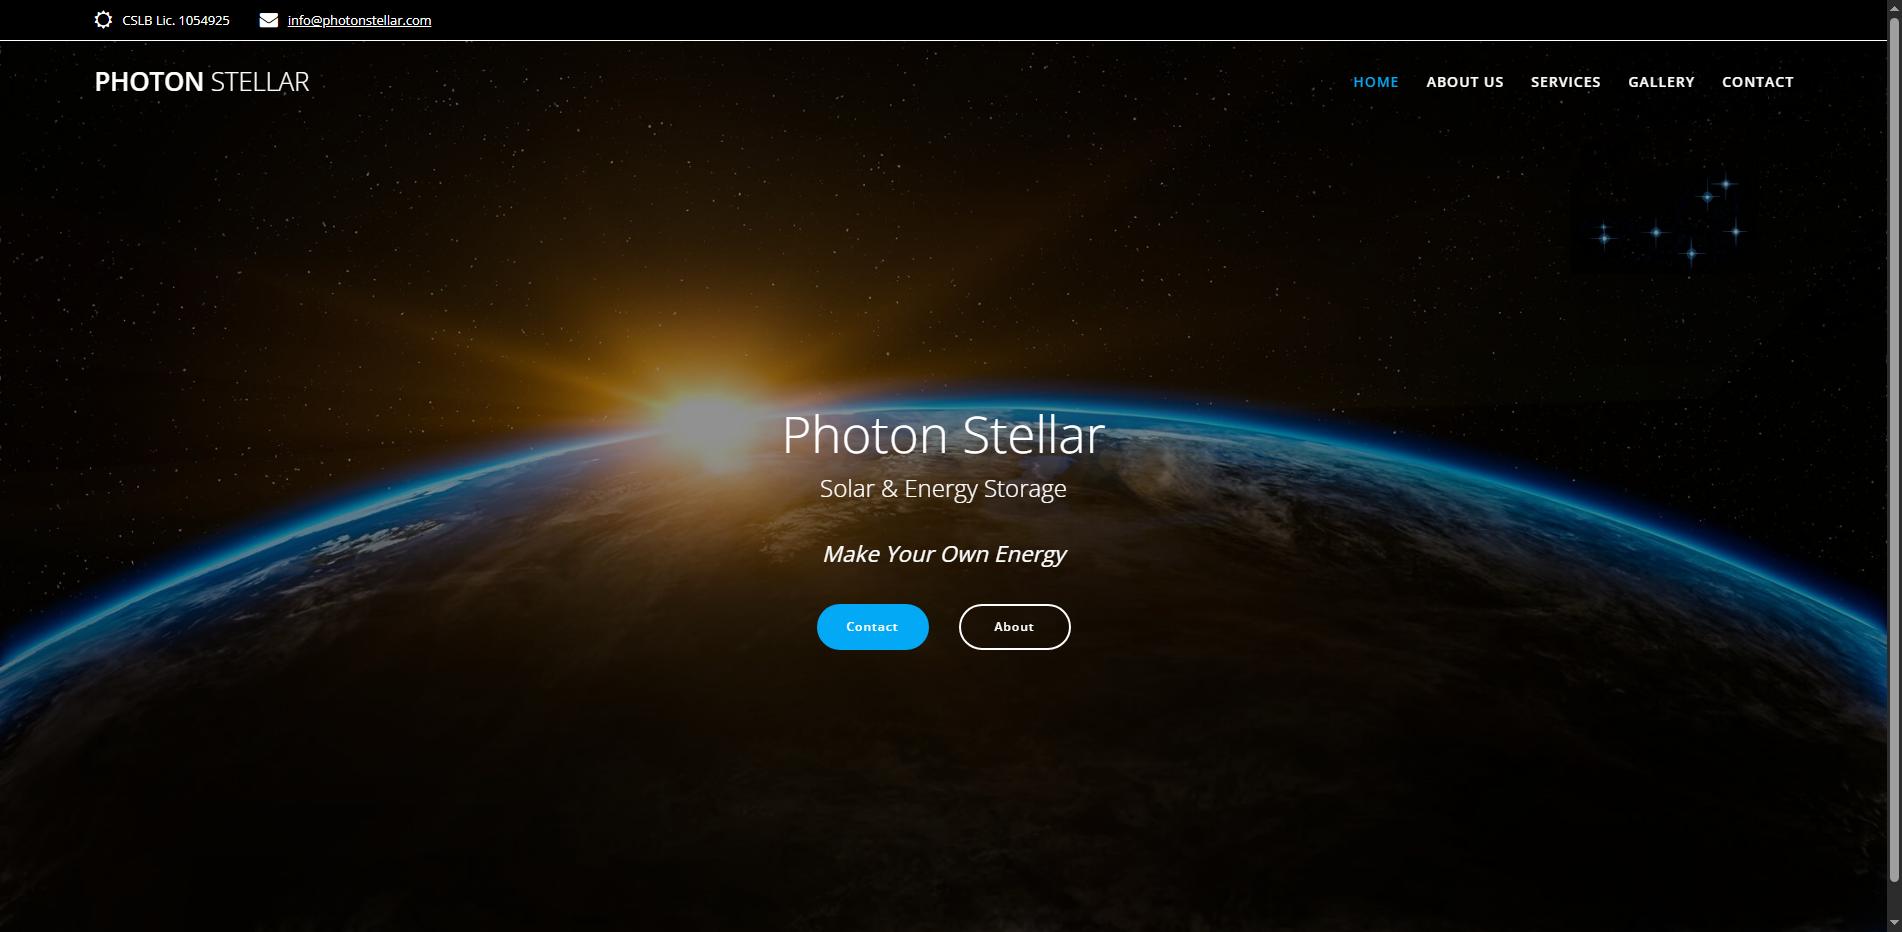 CSLB Lic. 1054925 info@photonstellar.com
PHOTON STELLAR HOME ABOUT US SERVICES GALLERY CONTACT
Photon Stellar
Solar & Energy Storage
Make Your Own Energy
Contact About